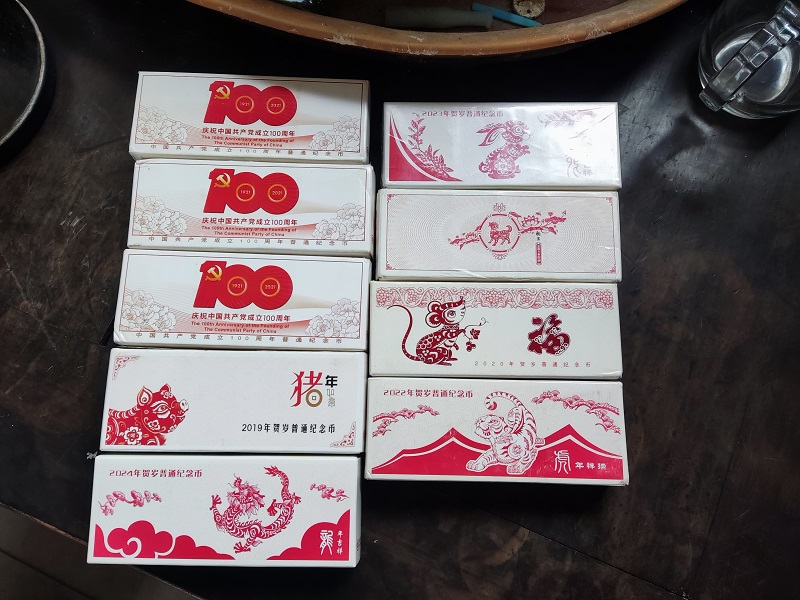 100
1921
2021
庆祝中国共产党成立100周年
The 100th Anniversary of the Founding of
The Communist Party of China
中国共产党成立100周年普通纪念币
100
1921
2021
庆祝中国共产党成立100周年
The 100th Anniversary of the Founding of
The Communist Party of China
中国共产党成立100周年普通纪念币
100
1921
2021
庆祝中国共产党成立100周年
The 100th Anniversary of the Founding of
The Communist Party of China
中国共产党成立100周年普通纪念币
猪年
2019年贺岁普通纪念币
2024年贺岁普通纪念币
龍
年吉祥
2023年贺岁普通纪念币
福
2020年贺岁普通纪念币
2022年贺岁普通纪念币
虎
年祥瑞